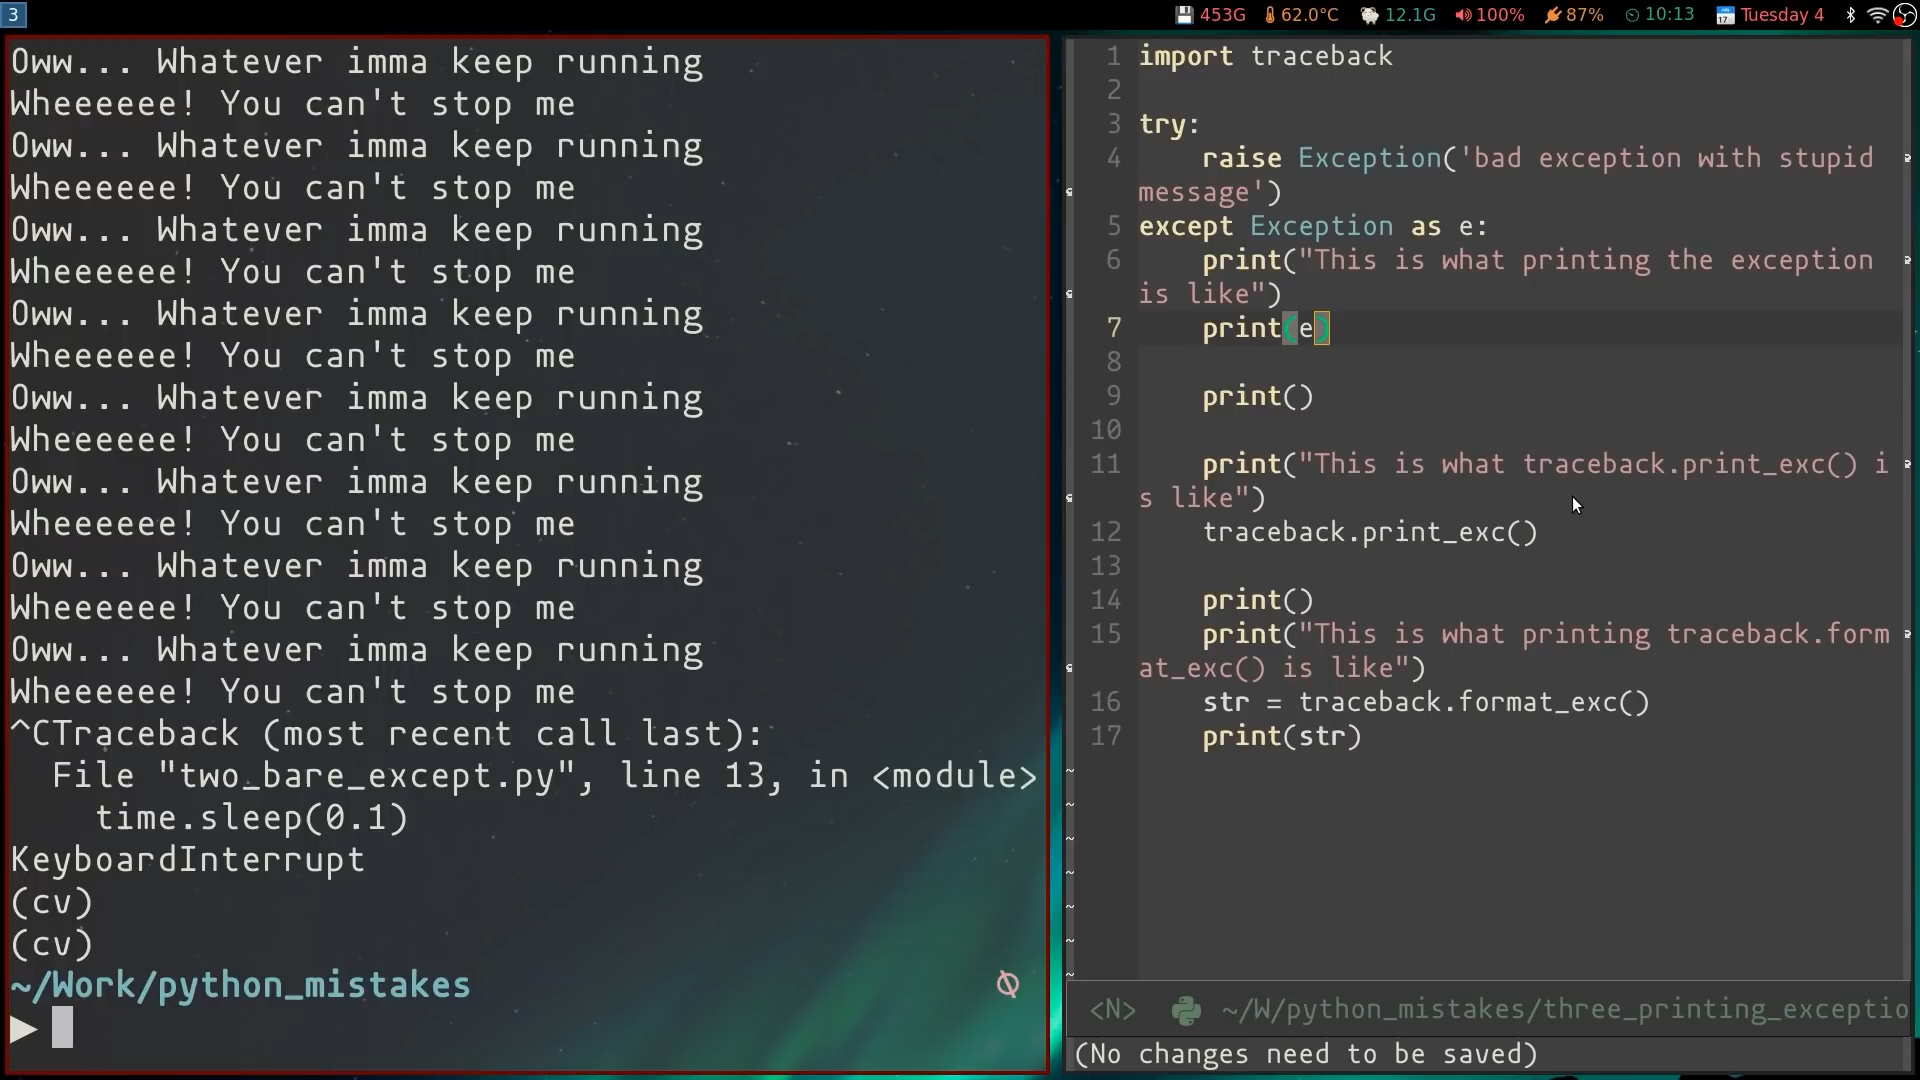 3
453G 62.0°C 12.1G 100% 87% 10:13 Tuesday 4
Oww... Whatever imma keep running
Wheeeeeee! You can't stop me
Oww... Whatever imma keep running
Wheeeeeee! You can't stop me
Oww... Whatever imma keep running
Wheeeeeee! You can't stop me
Oww... Whatever imma keep running
Wheeeeeee! You can't stop me
Oww... Whatever imma keep running
Wheeeeeee! You can't stop me
Oww... Whatever imma keep running
Wheeeeeee! You can't stop me
Oww... Whatever imma keep running
Wheeeeeee! You can't stop me
Oww... Whatever imma keep running
Wheeeeeee! You can't stop me
^CTraceback (most recent call last):
  File "two_bare_except.py", line 13, in <module>
    time.sleep(0.1)
KeyboardInterrupt
(cv)
(cv)
~/Work/python_mistakes
1 import traceback
2
3 try:
4     raise Exception('bad exception with stupid
message')
5 except Exception as e:
6     print("This is what printing the exception
is like")
7     print(e)
8
9     print()
10
11     print("This is what traceback.print_exc() i
s like")
12     traceback.print_exc()
13
14     print()
15     print("This is what printing traceback.form
at_exc() is like")
16     str = traceback.format_exc()
17     print(str)
~
~
~
~
~
~
~
<N> ~/W/python_mistakes/three_printing_exceptio
(No changes need to be saved)